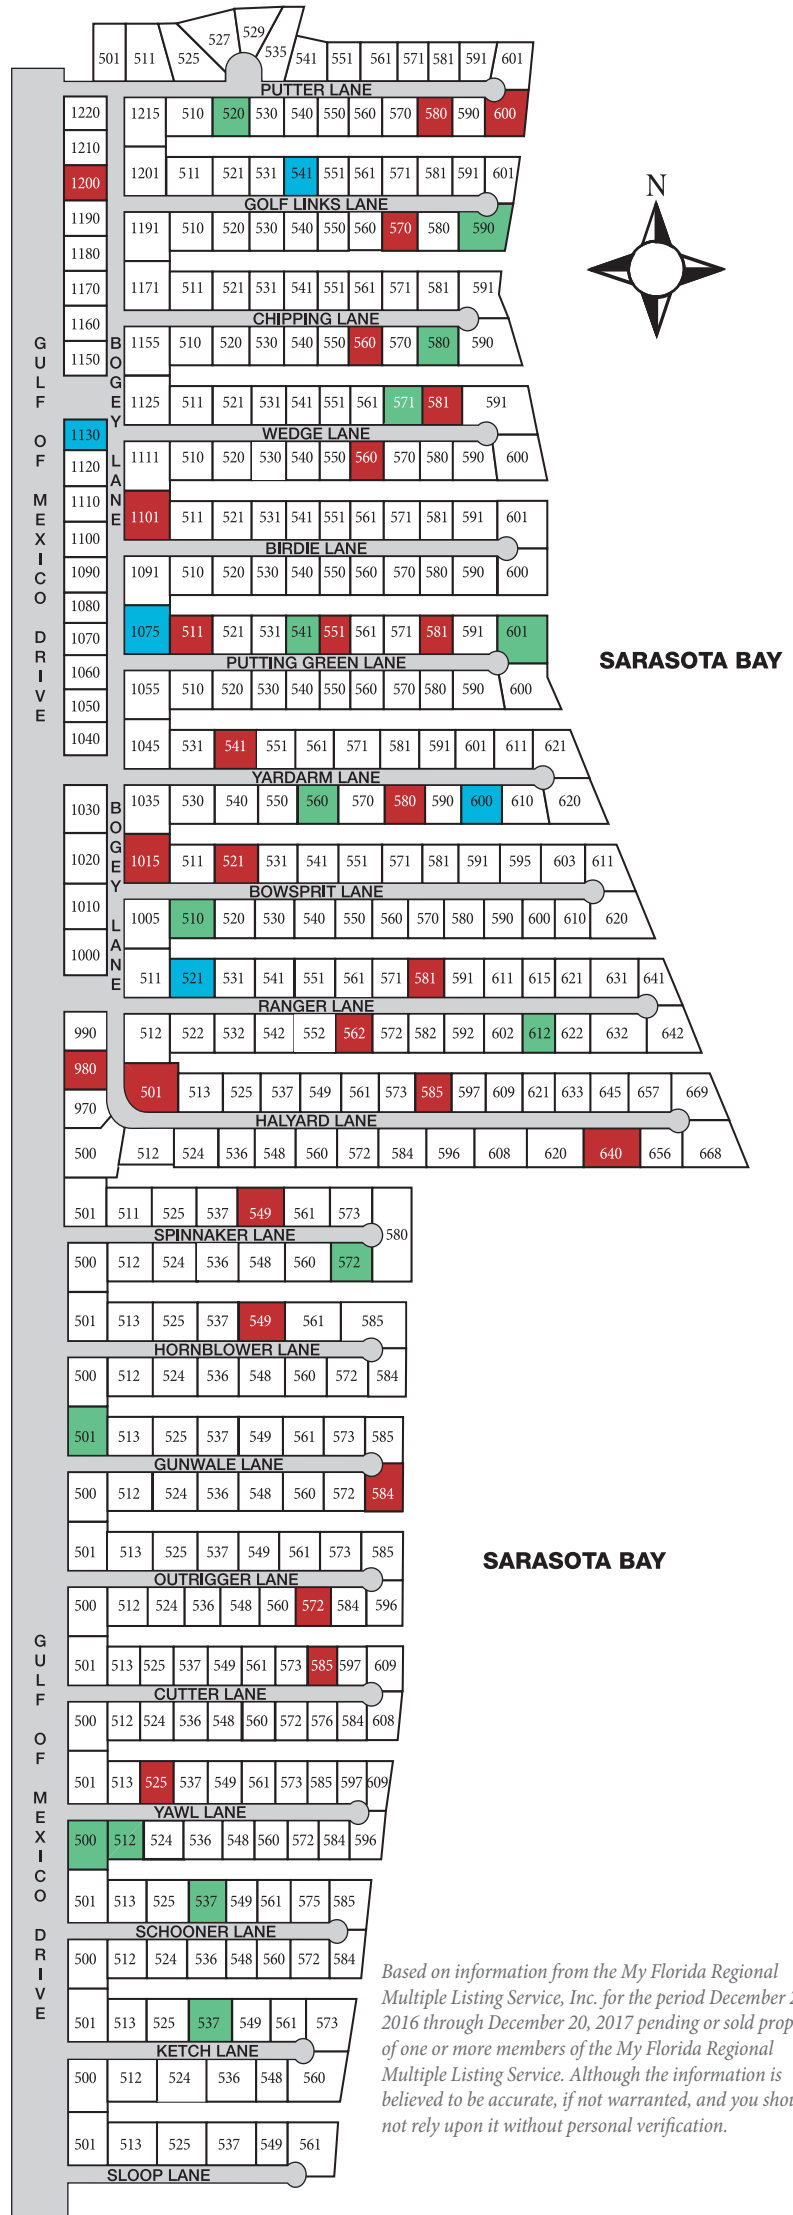 501 511 525 527 529 535 541 551 561 571 581 591 601
PUTTER LANE
1220 1215 510 520 530 540 550 560 570 580 590 600
1210
1200 1201 511 521 531 541 551 561 571 581 591 601
GOLF LINKS LANE
1190 1191 510 520 530 540 550 560 570 580 590
1180
1170 1171 511 521 531 541 551 561 571 581 591
CHIPPING LANE
1160
1150 1155 510 520 530 540 550 560 570 580 590
1125 511 521 531 541 551 561 571 581 591
WEDGE LANE
1130
1120 1111 510 520 530 540 550 560 570 580 590 600
1110
1100 1101 511 521 531 541 551 561 571 581 591 601
BIRDIE LANE
1090 1091 510 520 530 540 550 560 570 580 590 600
1080
1070 1075 511 521 531 541 551 561 571 581 591 601
PUTTING GREEN LANE
1060
1050 1055 510 520 530 540 550 560 570 580 590 600
1040 1045 531 541 551 561 571 581 591 601 611 621
YARDARM LANE
1030 1035 530 540 550 560 570 580 590 600 610 620
1020 1015 511 521 531 541 551 571 581 591 595 603 611
BOWSPRIT LANE
1010 1005 510 520 530 540 550 560 570 580 590 600 610 620
1000 511 521 531 541 551 561 571 581 591 611 615 621 631 641
RANGER LANE
990 512 522 532 542 552 562 572 582 592 602 612 622 632 642
980 501 513 525 537 549 561 573 585 597 609 621 633 645 657 669
970
HALYARD LANE
500 512 524 536 548 560 572 584 596 608 620 640 656 668
501 511 525 537 549 561 573 580
SPINNAKER LANE
500 512 524 536 548 560 572
501 513 525 537 549 561 585
HORNBLOWER LANE
500 512 524 536 548 560 572 584
501 513 525 537 549 561 573 585
GUNWALE LANE
500 512 524 536 548 560 572 584
501 513 525 537 549 561 573 585
OUTRIGGER LANE
500 512 524 536 548 560 572 584 596
501 513 525 537 549 561 573 585 597 609
CUTTER LANE
500 512 524 536 548 560 572 576 584 608
501 513 525 537 549 561 573 585 597 609
YAWL LANE
500 512 524 536 548 560 572 584 596
501 513 525 537 549 561 575 585
SCHOONER LANE
500 512 524 536 548 560 572 584
501 513 525 537 549 561 573
KETCH LANE
500 512 524 536 548 560
501 513 525 537 549 561
SLOOP LANE
GULF OF MEXICO DRIVE
BOGEY LANE
BOGEY LANE
GULF OF MEXICO DRIVE
N
SARASOTA BAY
SARASOTA BAY
Based on information from the My Florida Regional
Multiple Listing Service, Inc. for the period December
2016 through December 20, 2017 pending or sold
of one or more members of the My Florida Regional
Multiple Listing Service. Although the information is
believed to be accurate, if not warranted, and you
not rely upon it without personal verification.